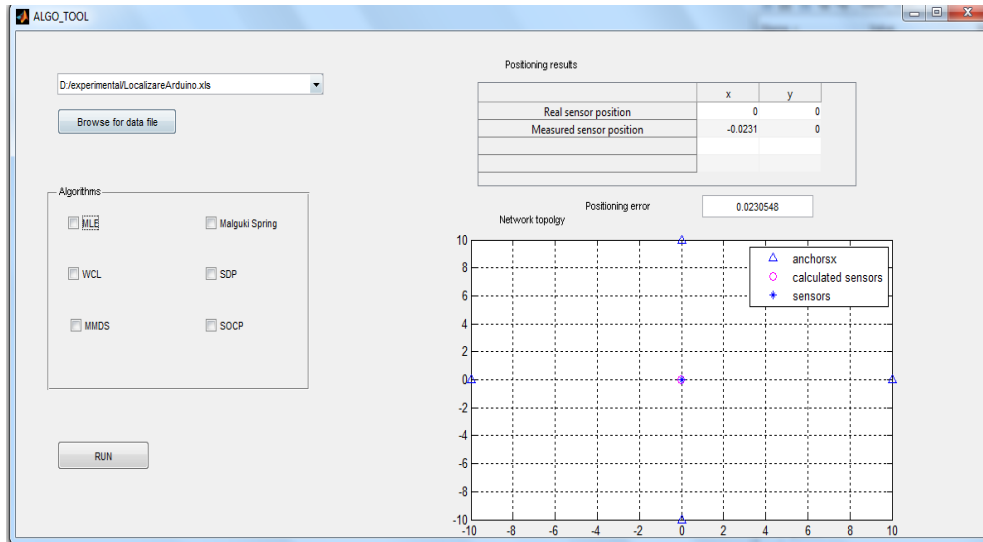 ALGO_TOOL
D:/experimental/LocalizareArduino.xls
Browse for data file
Algorithms
MLE
Malguki Spring
WCL
SDP
MMDS
SOCP
RUN
Positioning results
x y
Real sensor position 0 0
Measured sensor position -0.0231 0
Positioning error 0.0230548
Network topolgy
anchorsx
calculated sensors
sensors
10
8
6
4
2
0
-2
-4
-6
-8
-10
-10 -8 -6 -4 -2 0 2 4 6 8 10